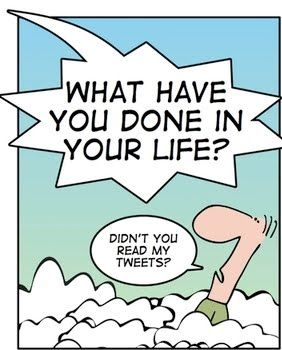 WHAT HAVE
YOU DONE IN
YOUR LIFE?
DIDN'T YOU
READ MY
TWEETS?